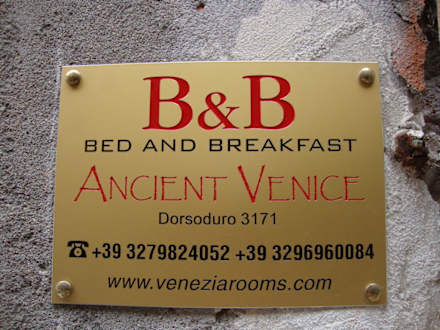 B&B
BED AND BREAKFAST
ANCIENT VENICE
Dorsoduro 3171
☎ +39 3279824052 +39 3296960084
www.veneziarooms.com